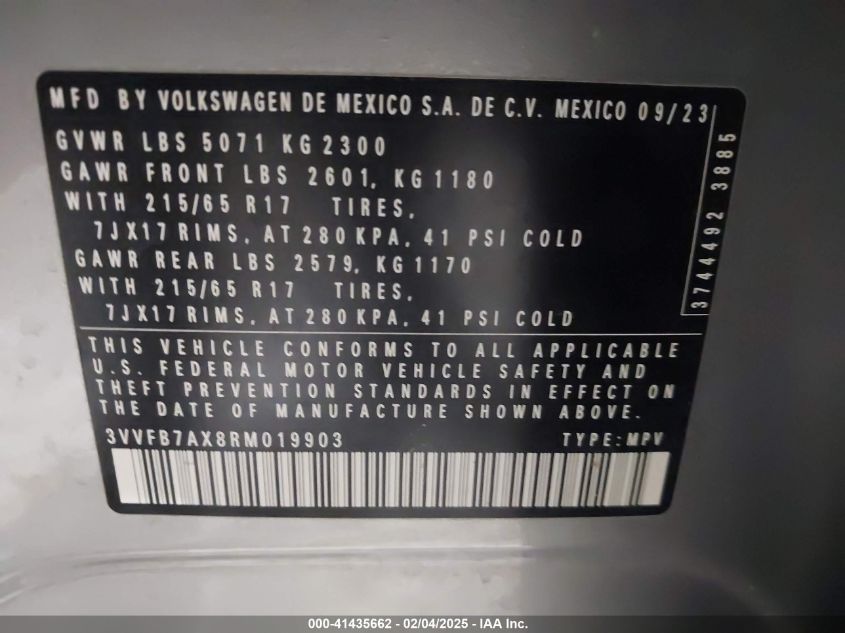 MFD BY VOLKSWAGEN DE MEXICO S.A. DE C.V. MEXICO 09/23
GVWR LBS 5071 KG 2300
GAWR FRONT LBS 2601, KG 1180
WITH 215/65 R17 TIRES,
7JX17 RIMS, AT 280 KPA, 41 PSI COLD
GAWR REAR LBS 2579, KG 1170
WITH 215/65 R17 TIRES,
7JX17 RIMS, AT 280 KPA, 41 PSI COLD
3744492 3885
THIS VEHICLE CONFORMS TO ALL APPLICABLE
U.S. FEDERAL MOTOR VEHICLE SAFETY AND
THEFT PREVENTION STANDARDS IN EFFECT ON
THE DATE OF MANUFACTURE SHOWN ABOVE.
3VVFB7AX8RM019903 TYPE: MPV
000-41435662 - 02/04/2025 - IAA Inc.